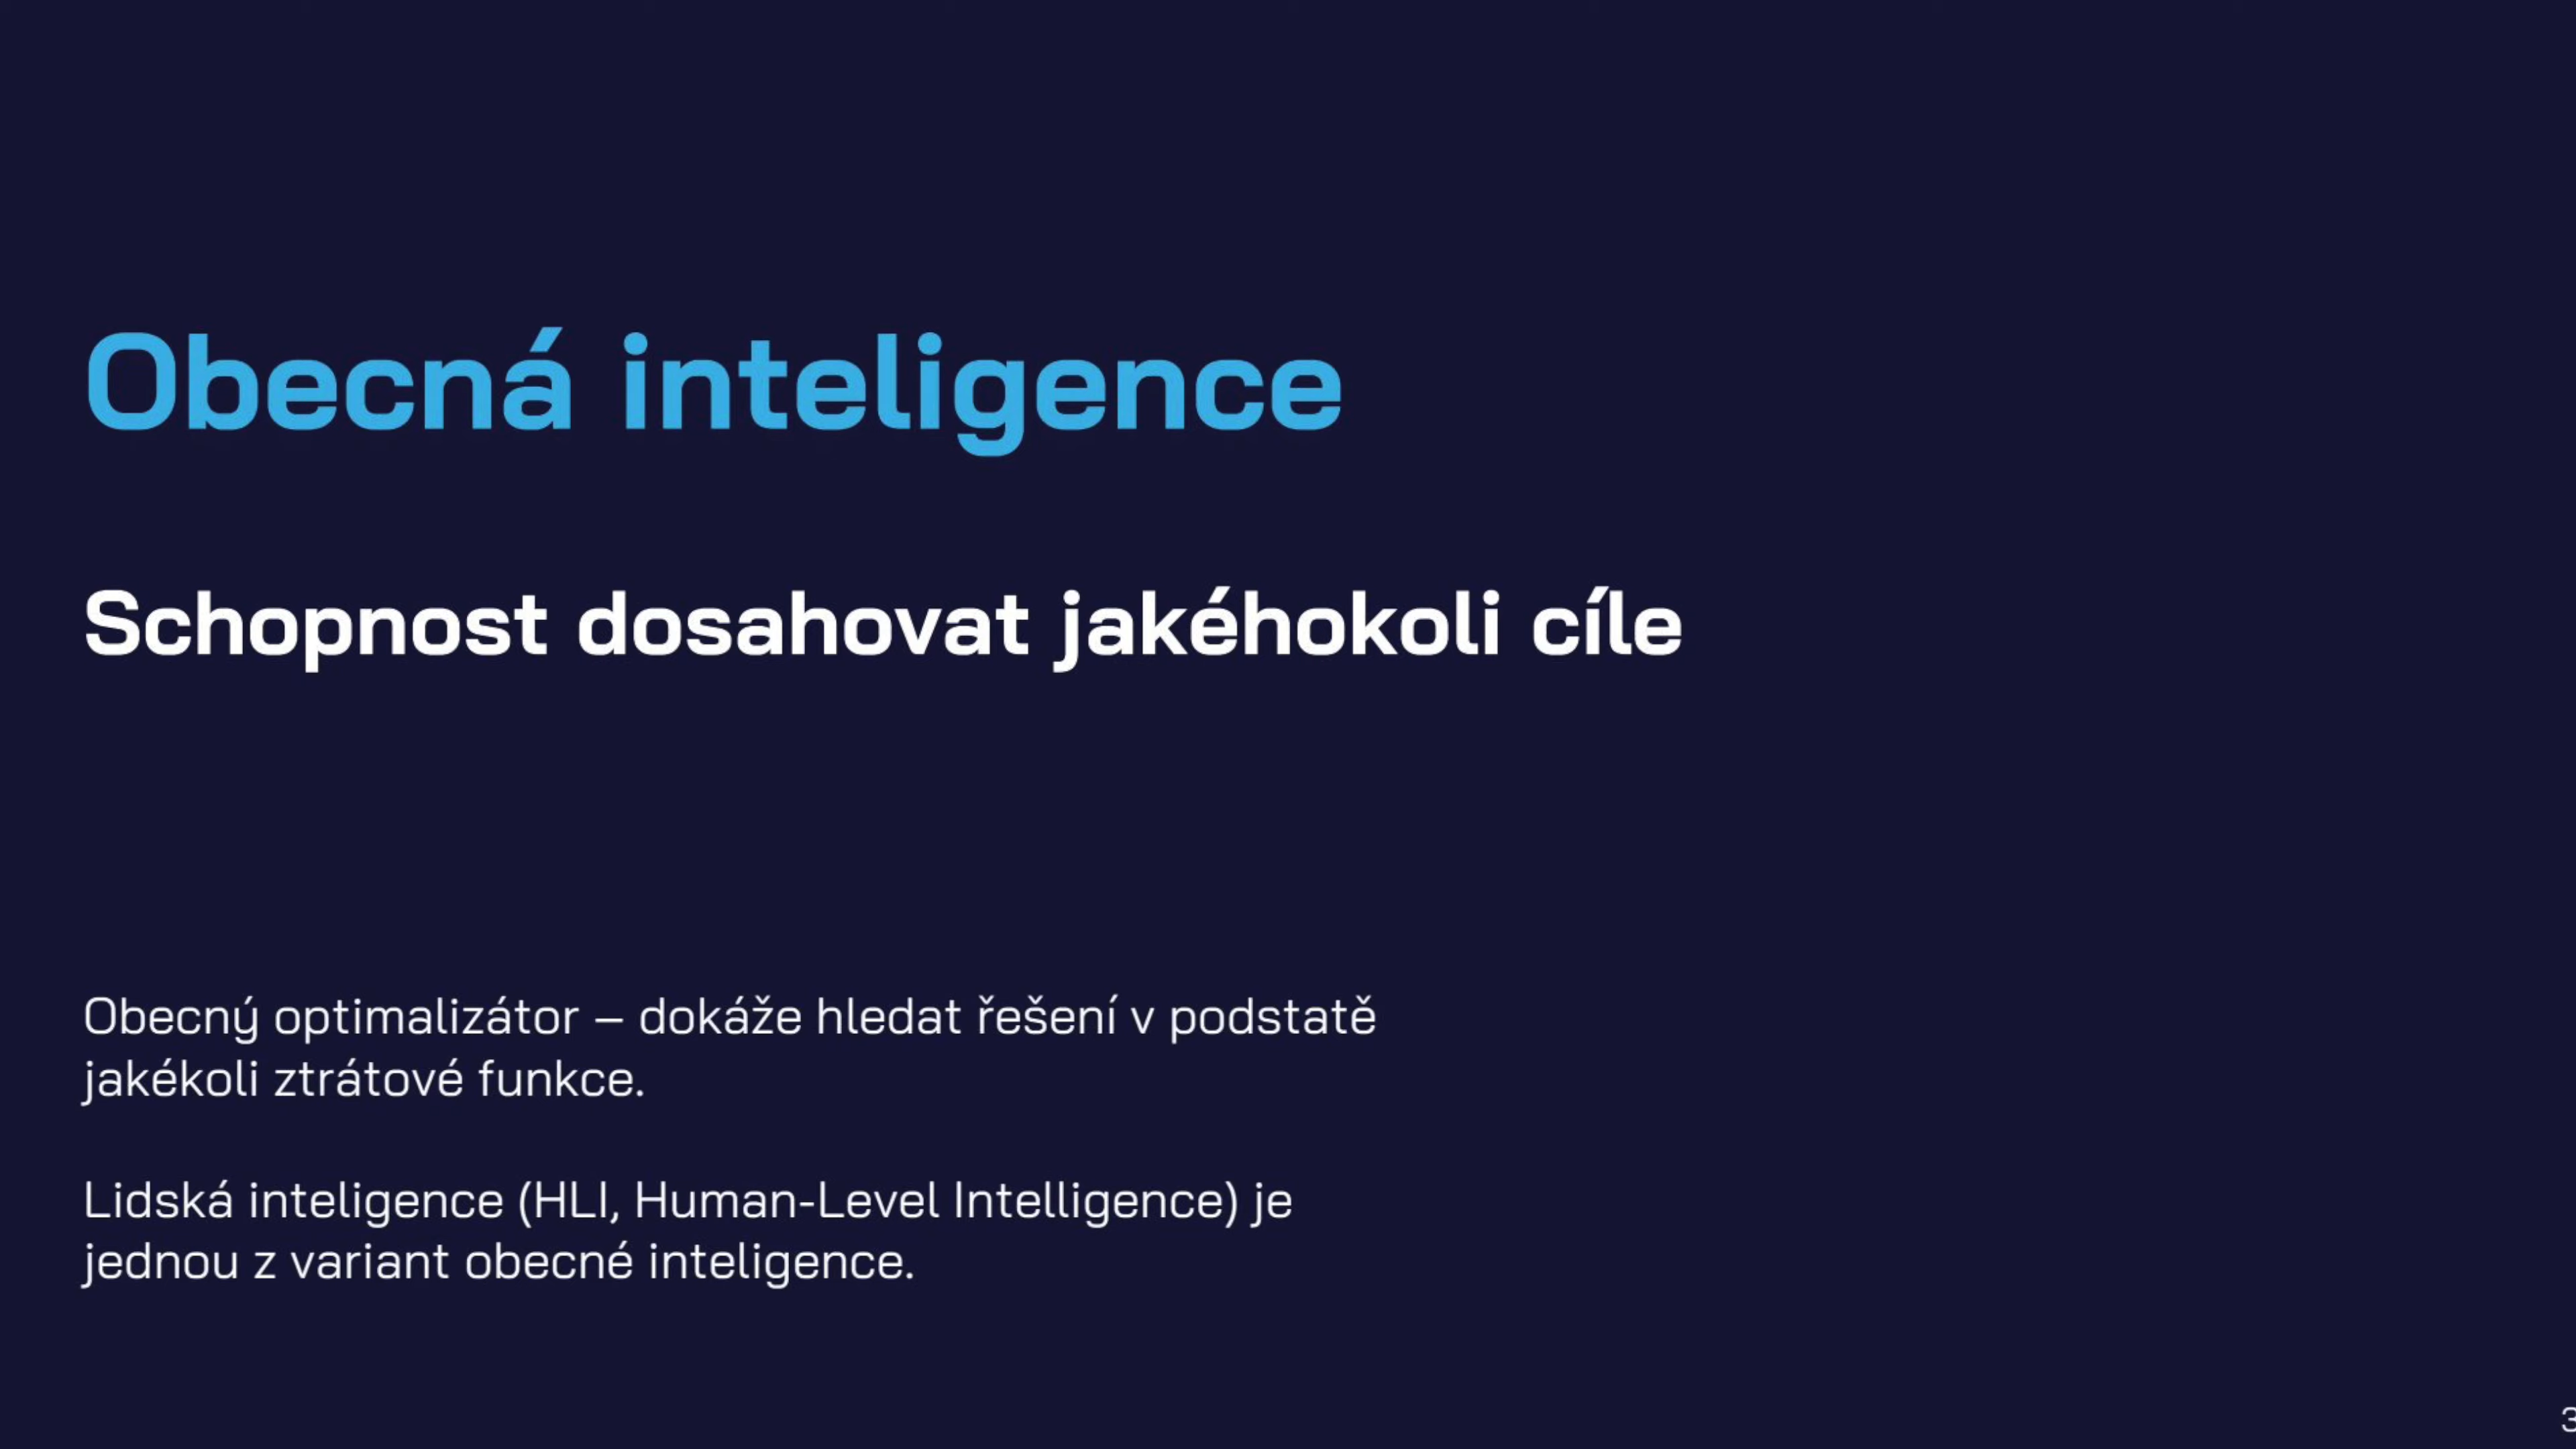 Obecná inteligence
Schopnost dosahovat jakéhokoli cíle
Obecný optimalizátor – dokáže hledat řešení v podstatě
jakékoli ztrátové funkce.
Lidská inteligence (HLI, Human-Level Intelligence) je
jednou z variant obecné inteligence.
3